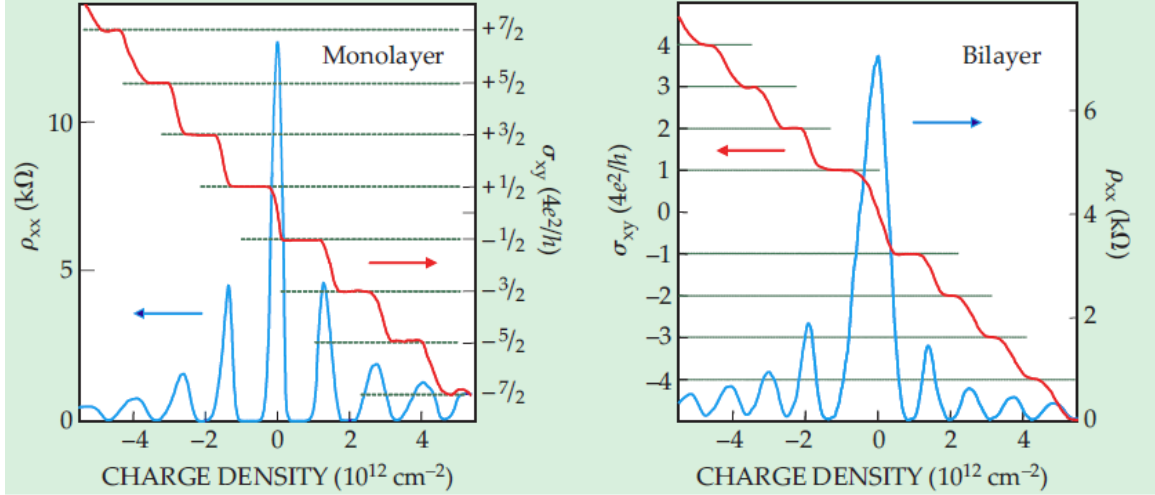 Monolayer
ρxx (kΩ)
10
5
0
+7/2
+5/2
+3/2
+1/2
−1/2
−3/2
−5/2
−7/2
σxy (4e²/h)
−4 −2 0 2 4
CHARGE DENSITY (10¹² cm⁻²)
Bilayer
σxy (4e²/h)
4
3
2
1
0
−1
−2
−3
−4
6
4
2
0
ρxx (kΩ)
−4 −2 0 2 4
CHARGE DENSITY (10¹² cm⁻²)